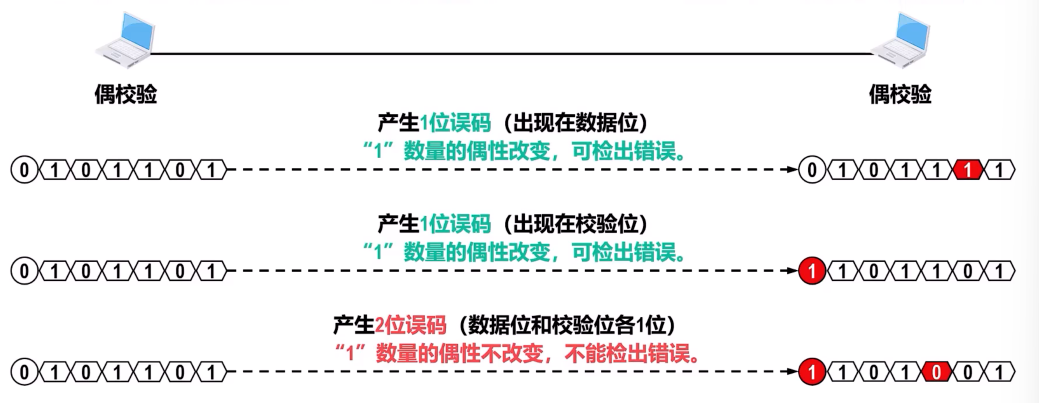 偶校验
偶校验
产生1位误码（出现在数据位）
“1”数量的偶性改变，可检出错误。
0 1 0 1 1 0 1
0 1 0 1 1 1 1
产生1位误码（出现在校验位）
“1”数量的偶性改变，可检出错误。
0 1 0 1 1 0 1
1 1 0 1 1 0 1
产生2位误码（数据位和校验位各1位）
“1”数量的偶性不改变，不能检出错误。
0 1 0 1 1 0 1
1 1 0 1 0 0 1